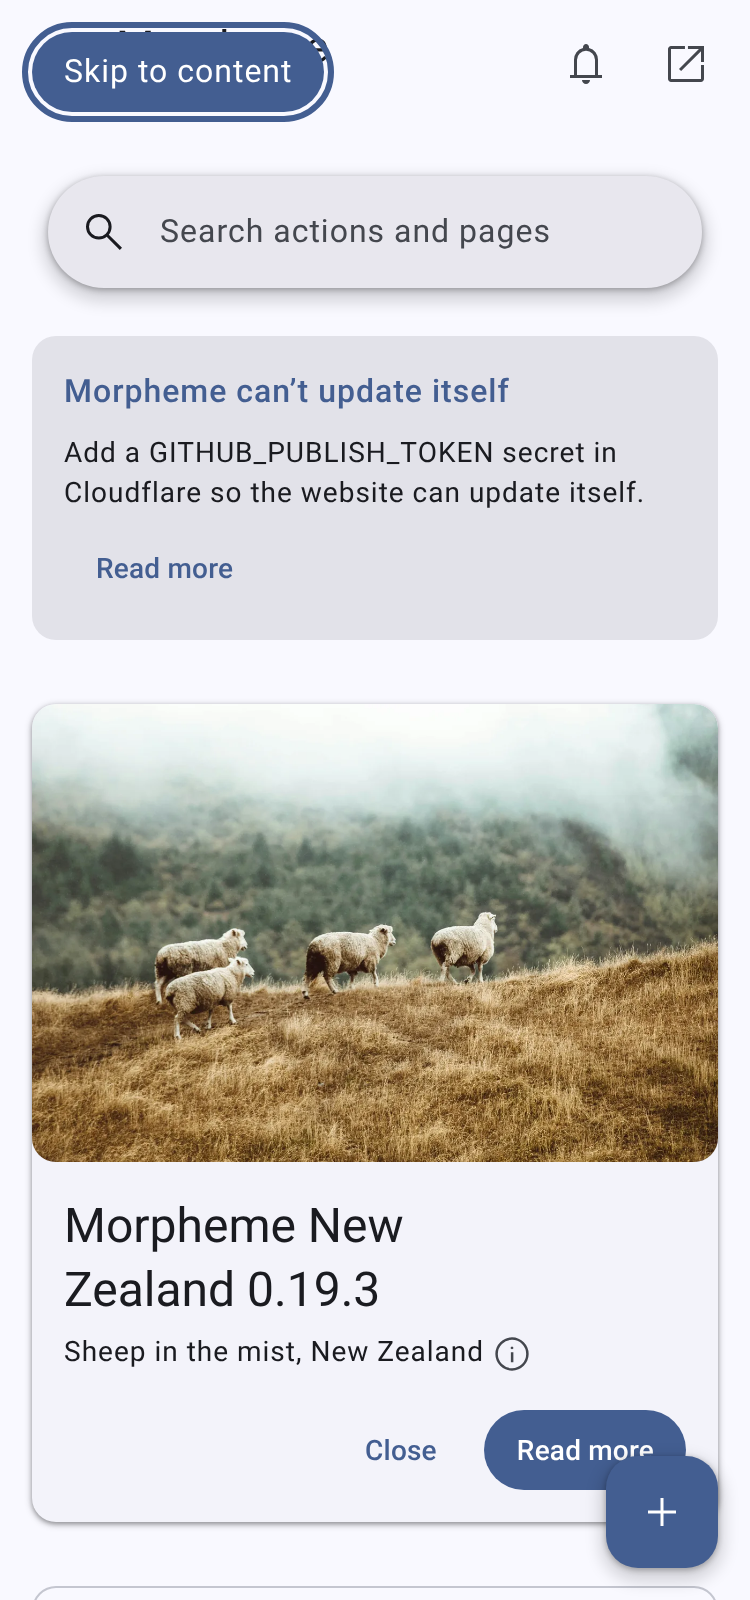 Skip to content
Search actions and pages
Morpheme can’t update itself
Add a GITHUB_PUBLISH_TOKEN secret in
Cloudflare so the website can update itself.
Read more
Morpheme New
Zealand 0.19.3
Sheep in the mist, New Zealand
Close
Read more